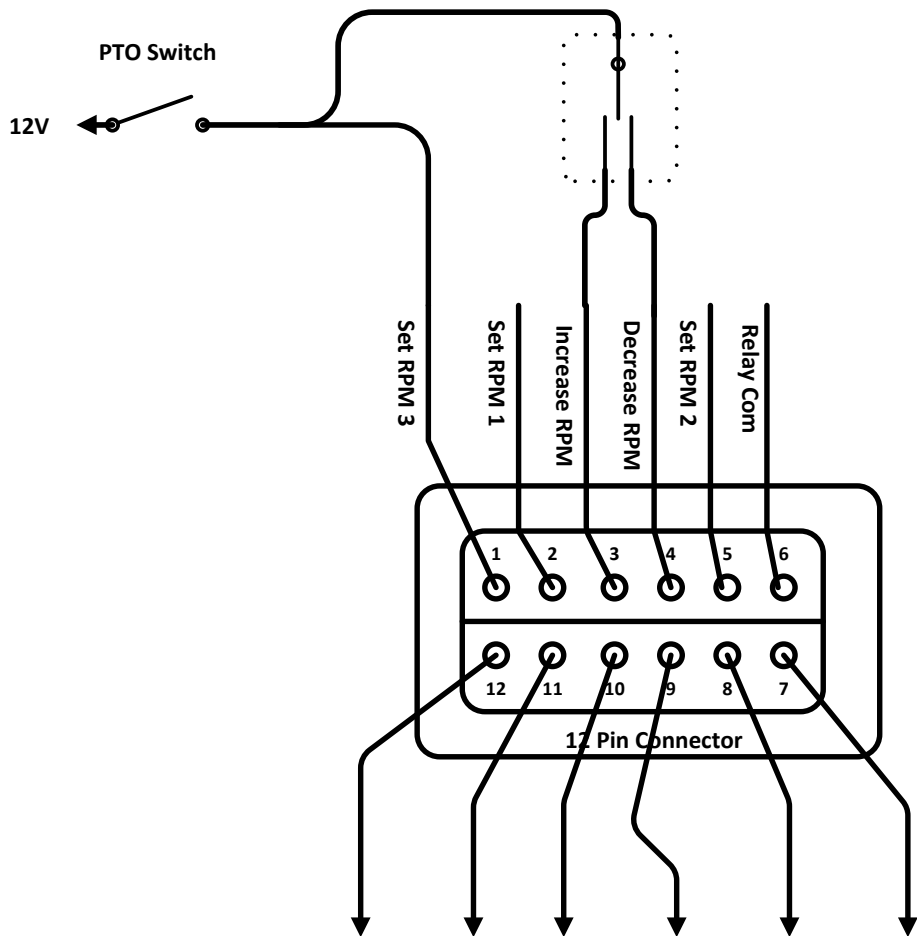 PTO Switch
12V
Set RPM 3
Set RPM 1
Increase RPM
Decrease RPM
Set RPM 2
Relay Com
1 2 3 4 5 6
12 11 10 9 8 7
12 Pin Connector